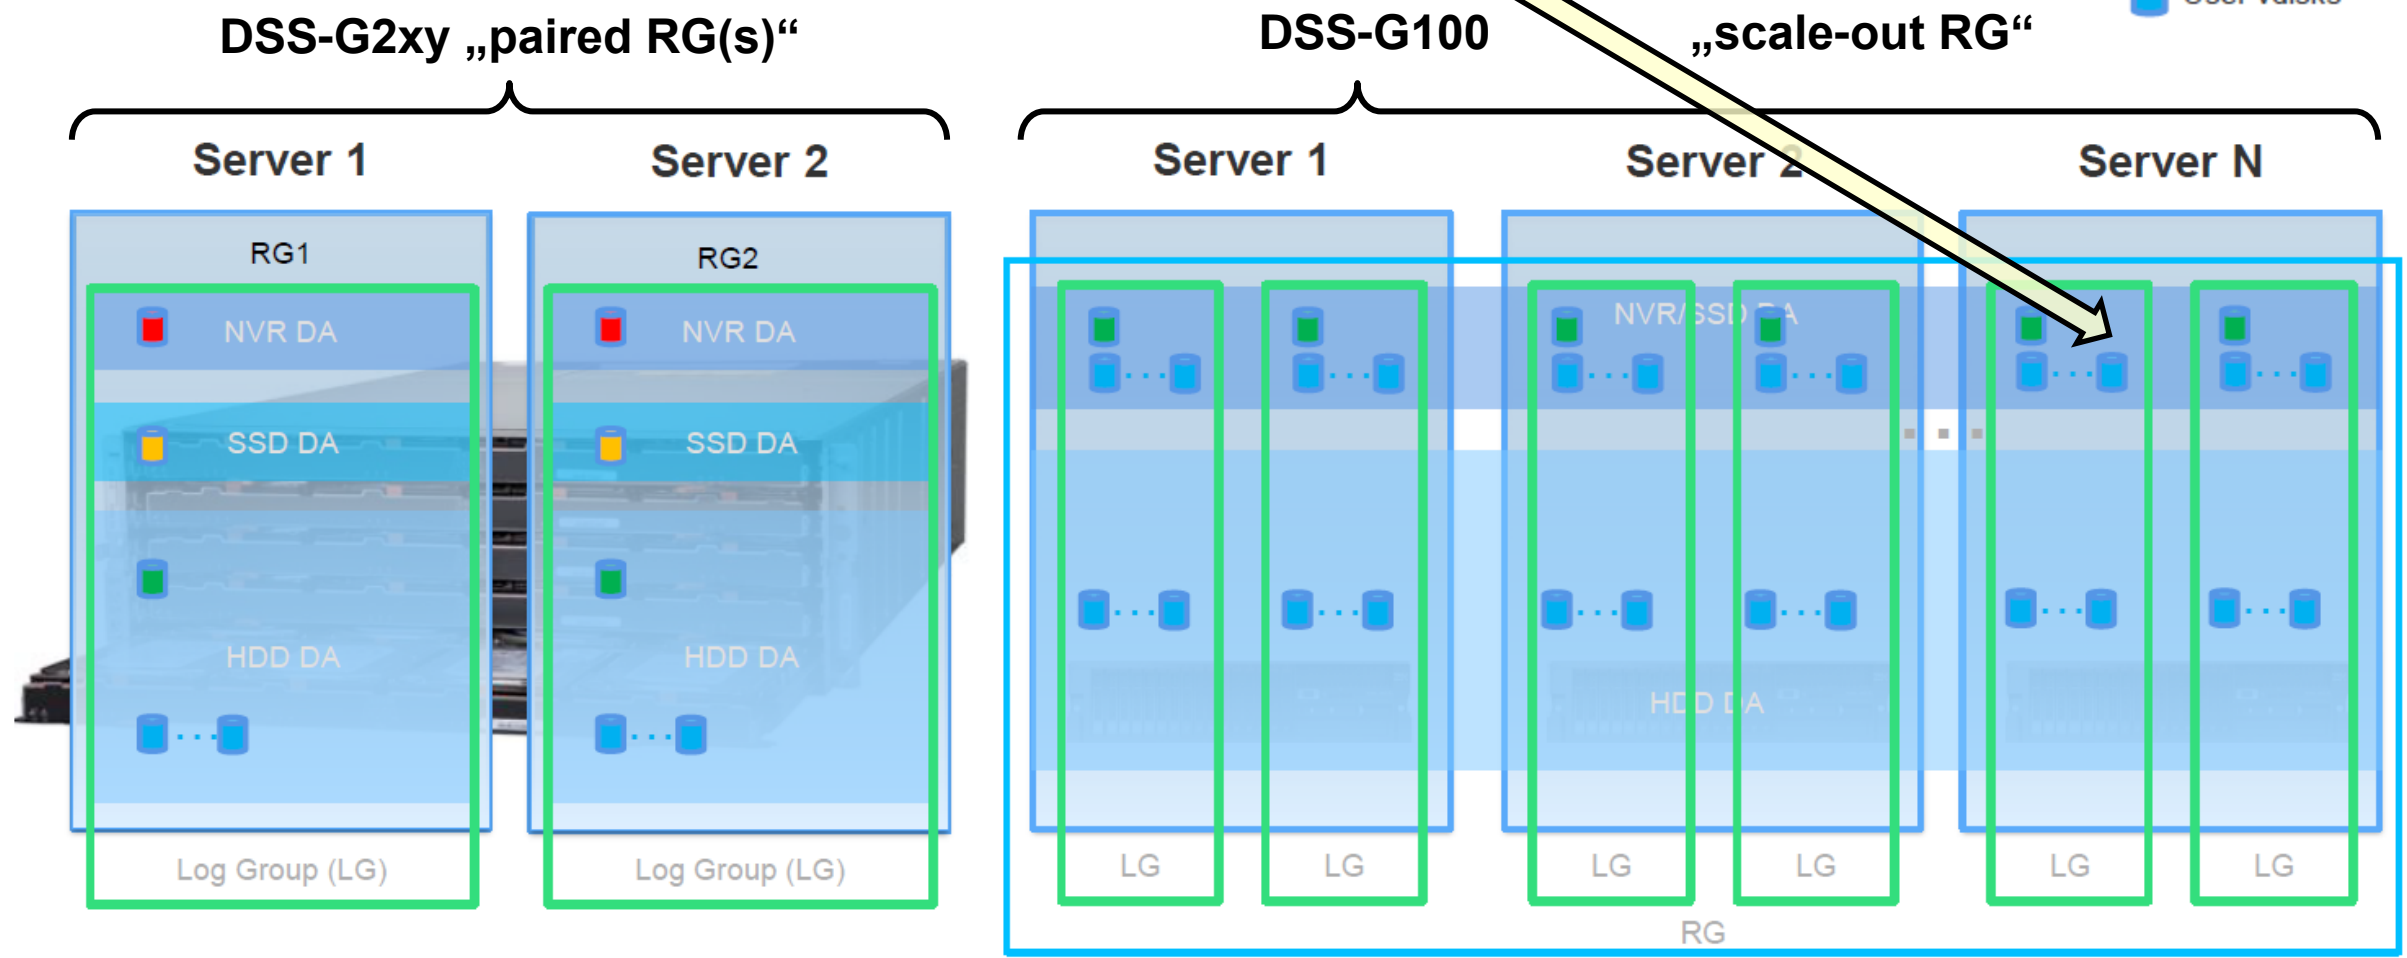 DSS-G2xy „paired RG(s)“
DSS-G100 „scale-out RG“
Server 1
Server 2
Server 1
Server 2
Server N
RG1
RG2
NVR DA
NVR DA
NVR/SSD DA
SSD DA
SSD DA
HDD DA
HDD DA
HDD DA
Log Group (LG)
Log Group (LG)
LG
LG
LG
LG
LG
LG
RG